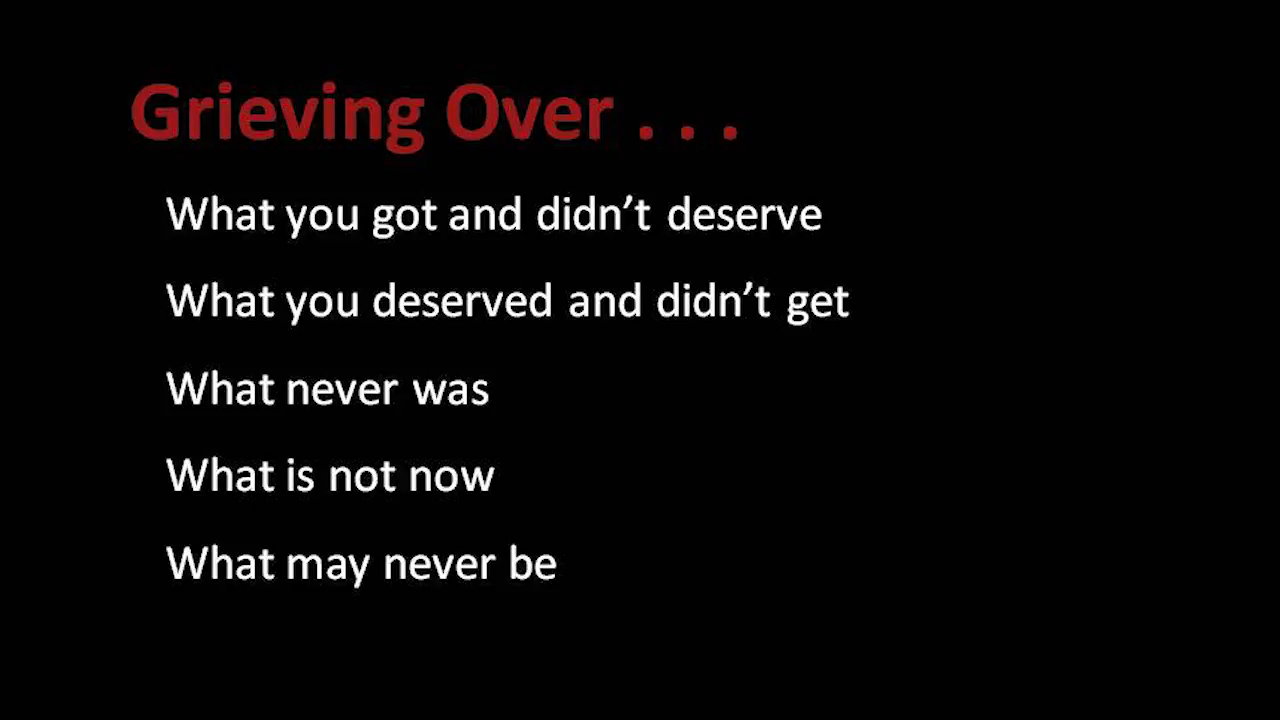 Grieving Over . . .
What you got and didn’t deserve
What you deserved and didn’t get
What never was
What is not now
What may never be